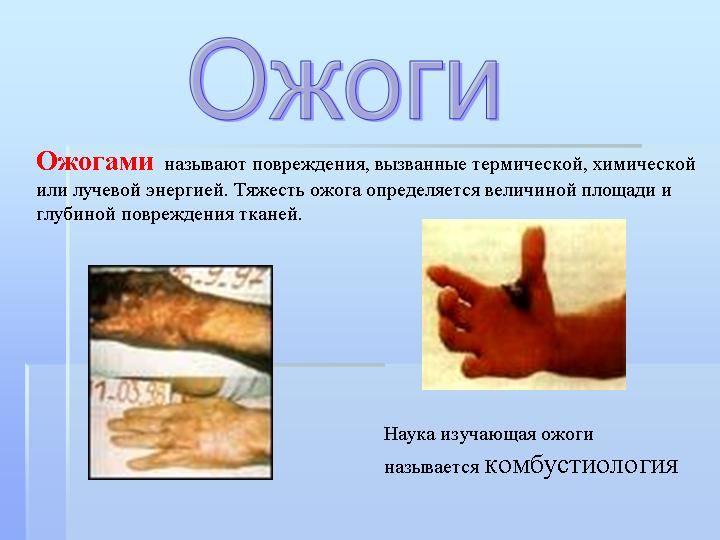 Ожоги
Ожогами называют повреждения, вызванные термической, химической
или лучевой энергией. Тяжесть ожога определяется величиной площади и
глубиной повреждения тканей.
Наука изучающая ожоги
называется комбустиология